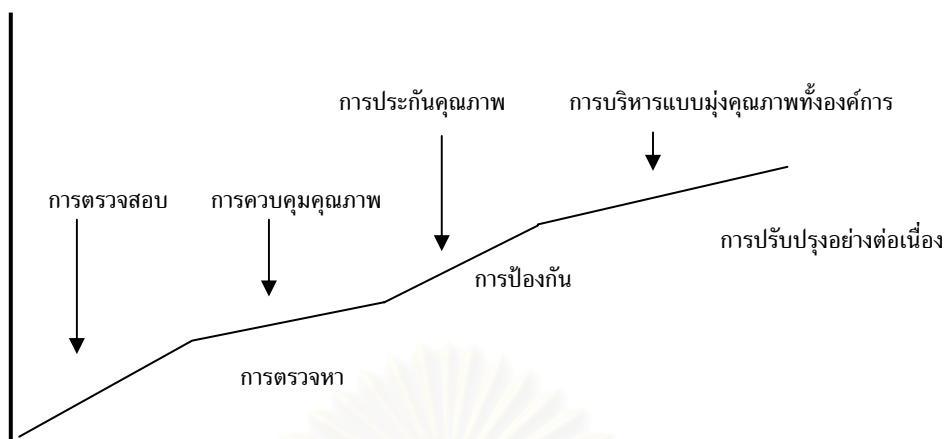 การประกันคุณภาพ
การบริหารแบบมุ่งคุณภาพทั้งองค์การ
การตรวจสอบ
การควบคุมคุณภาพ
การปรับปรุงอย่างต่อเนื่อง
การป้องกัน
การตรวจหา